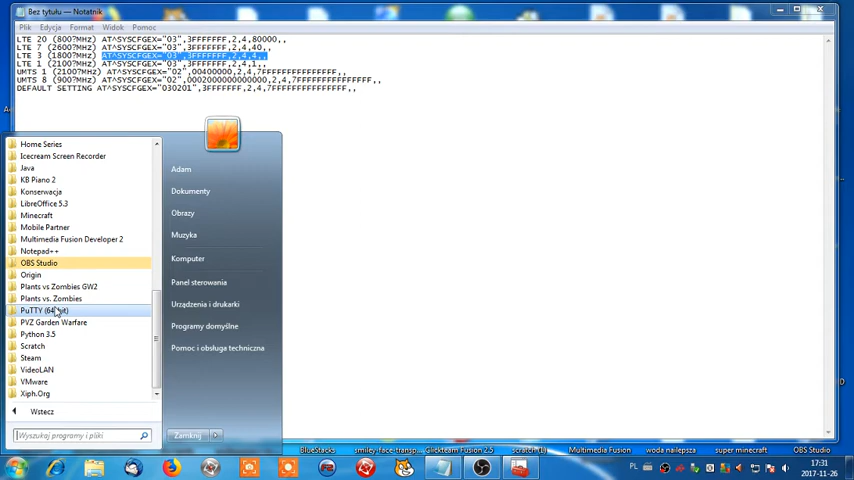 Bez tytułu — Notatnik
Plik Edycja Format Widok Pomoc
LTE 20 (800?MHz) AT^SYSCFGEX="03",3FFFFFFF,2,4,80000,,
LTE 7 (2600?MHz) AT^SYSCFGEX="03",3FFFFFFF,2,4,40,,
LTE 3 (1800?MHz) AT^SYSCFGEX="03",3FFFFFFF,2,4,4,,
LTE 1 (2100?MHz) AT^SYSCFGEX="03",3FFFFFFF,2,4,1,,
UMTS 1 (2100?MHz) AT^SYSCFGEX="02",00400000,2,4,7FFFFFFFFFFFFFFF,,
UMTS 8 (900?MHz) AT^SYSCFGEX="02",0002000000000000,2,4,7FFFFFFFFFFFFFFF,,
DEFAULT SETTING AT^SYSCFGEX="030201",3FFFFFFF,2,4,7FFFFFFFFFFFFFFF,,
Home Series
Icecream Screen Recorder
Java
KB Piano 2
Konserwacja
LibreOffice 5.3
Minecraft
Mobile Partner
Multimedia Fusion Developer 2
Notepad++
OBS Studio
Origin
Plants vs Zombies GW2
Plants vs. Zombies
PuTTY (64-bit)
PVZ Garden Warfare
Python 3.5
Scratch
Steam
VideoLAN
VMware
Xiph.Org
Wstecz
Wyszukaj programy i pliki
Adam
Dokumenty
Obrazy
Muzyka
Komputer
Panel sterowania
Urządzenia i drukarki
Programy domyślne
Pomoc i obsługa techniczna
Zamknij
BlueStacks smiley-face-transp... Clickteam Fusion 2.5 scratch (1) Multimedia Fusion woda nailepsza super minecraft OBS Studio
PL
17:31
2017-11-26